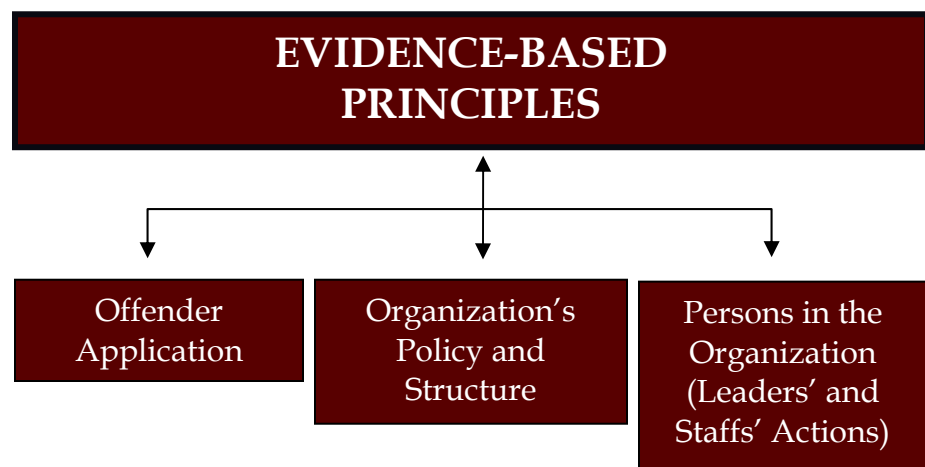 EVIDENCE-BASED
PRINCIPLES
Offender
Application
Organization’s
Policy and
Structure
Persons in the
Organization
(Leaders’ and
Staffs’ Actions)